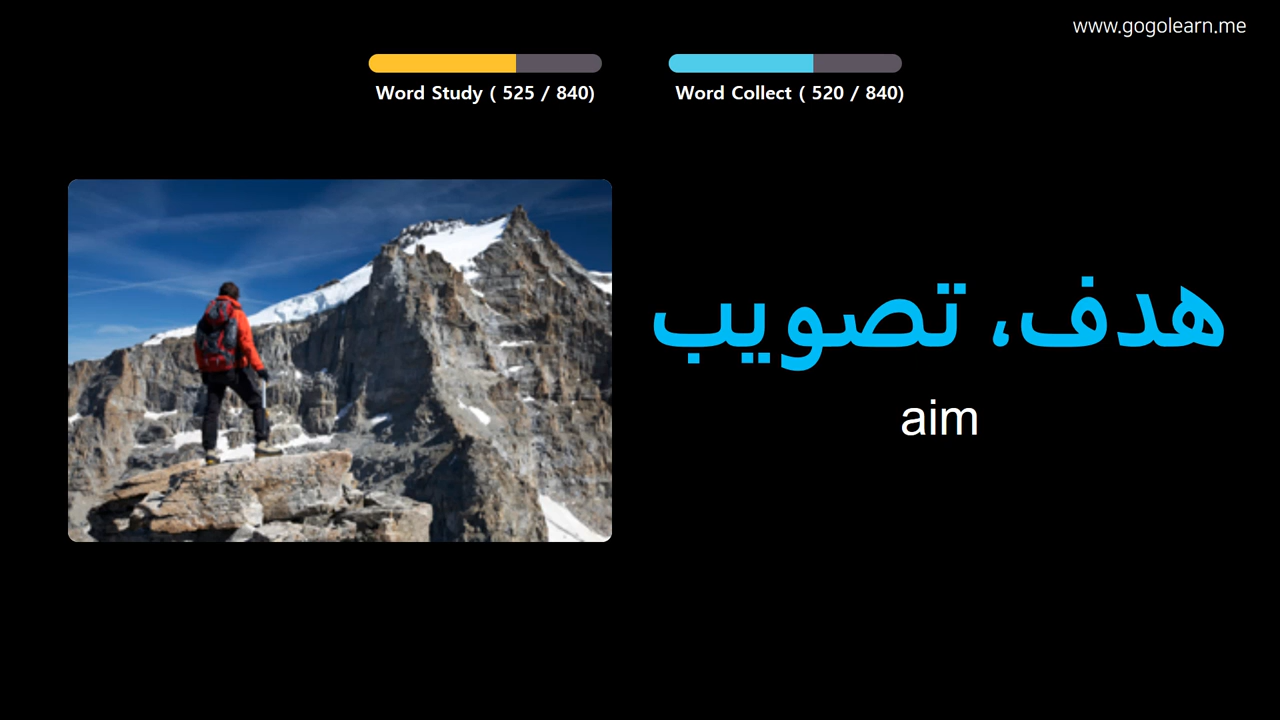 www.gogolearn.me
Word Study ( 525 / 840)
Word Collect ( 520 / 840)
هدف، تصويب
aim